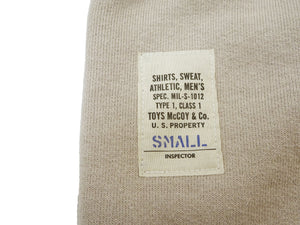 SHIRTS, SWEAT,
ATHLETIC, MEN'S
SPEC. MIL-S-1012
TYPE 1, CLASS 1
TOYS McCOY & Co.
U. S. PROPERTY
SMALL
INSPECTOR